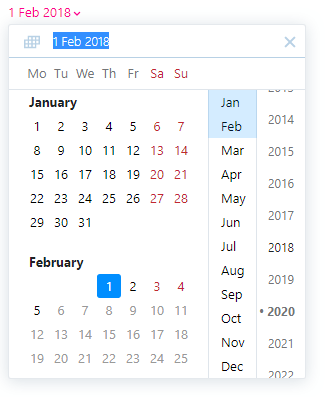 1 Feb 2018
1 Feb 2018
Mo Tu We Th Fr Sa Su
January
1 2 3 4 5 6 7
8 9 10 11 12 13 14
15 16 17 18 19 20 21
22 23 24 25 26 27 28
29 30 31
February
1 2 3 4
5 6 7 8 9 10 11
12 13 14 15 16 17 18
19 20 21 22 23 24 25
Jan
Feb
Mar
Apr
May
Jun
Jul
Aug
Sep
Oct
Nov
Dec
2013
2014
2015
2016
2017
2018
2019
• 2020
2021
2022